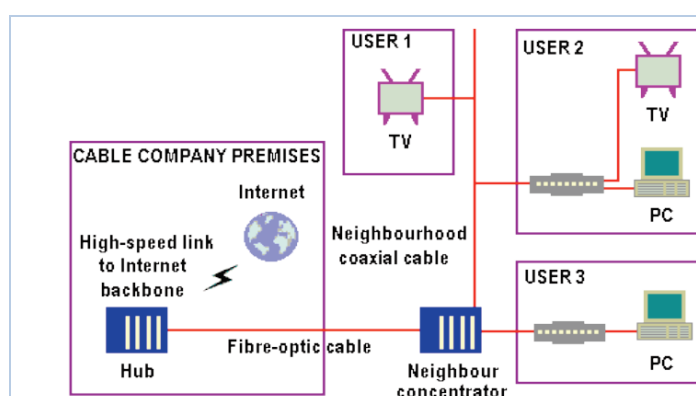 USER 1
TV
USER 2
TV
PC
CABLE COMPANY PREMISES
Internet
High-speed link
to Internet
backbone
Hub
Fibre-optic cable
Neighbourhood
coaxial cable
Neighbour
concentrator
USER 3
PC